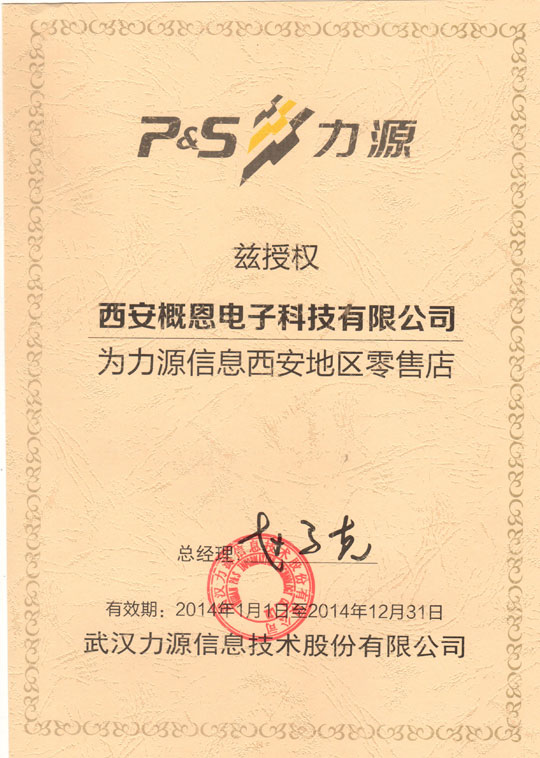 P&S 力源
兹授权
西安概恩电子科技有限公司
为力源信息西安地区零售店
总经理:
有效期：2014年1月1日至2014年12月31日
武汉力源信息技术股份有限公司